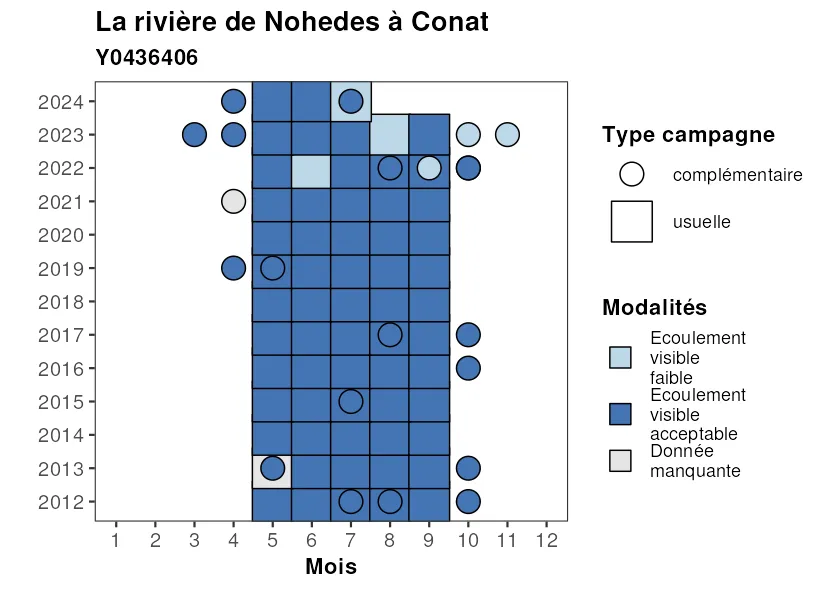 La rivière de Nohedes à Conat
Y0436406
2024
2023
2022
2021
2020
2019
2018
2017
2016
2015
2014
2013
2012
1 2 3 4 5 6 7 8 9 10 11 12
Mois
Type campagne
complémentaire
usuelle
Modalités
Ecoulement
visible
faible
Ecoulement
visible
acceptable
Donnée
manquante